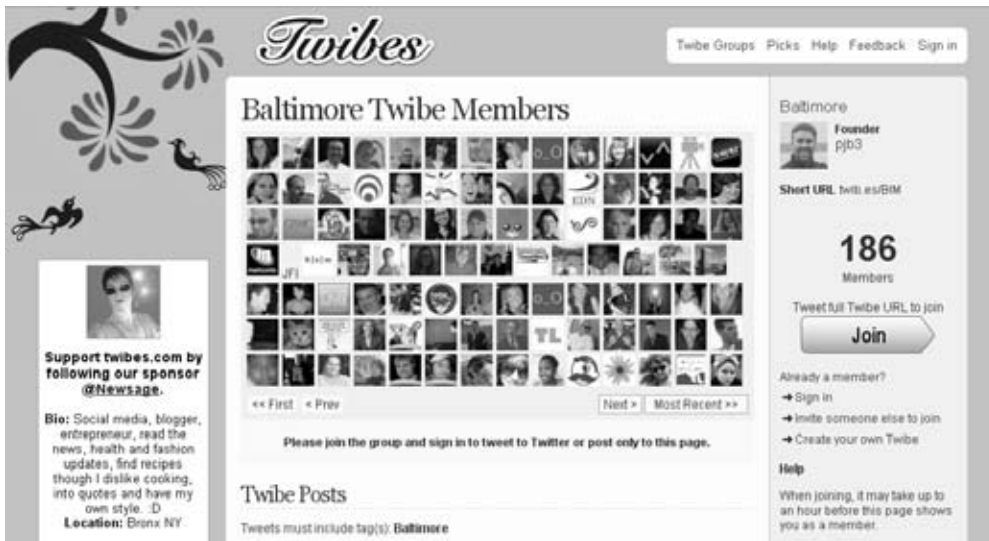 Twibes
Twibe Groups Picks Help Feedback Sign in
Baltimore Twibe Members
EDN
JFI
TL
<< First < Prev
Next > Most Recent >>
Please join the group and sign in to tweet to Twitter or post only to this page.
Twibe Posts
Tweets must include tag(s): Baltimore
Support twibes.com by
following our sponsor
@Newsage.
Bio: Social media, blogger,
entrepreneur, read the
news, health and fashion
updates, find recipes
though I dislike cooking,
into quotes and have my
own style. :D
Location: Bronx NY
Baltimore
Founder
pjb3
Short URL twib.es/BIM
186
Members
Tweet full Twibe URL to join
Join
Already a member?
➔ Sign in
➔ Invite someone else to join
➔ Create your own Twibe
Help
When joining, it may take up to
an hour before this page shows
you as a member.